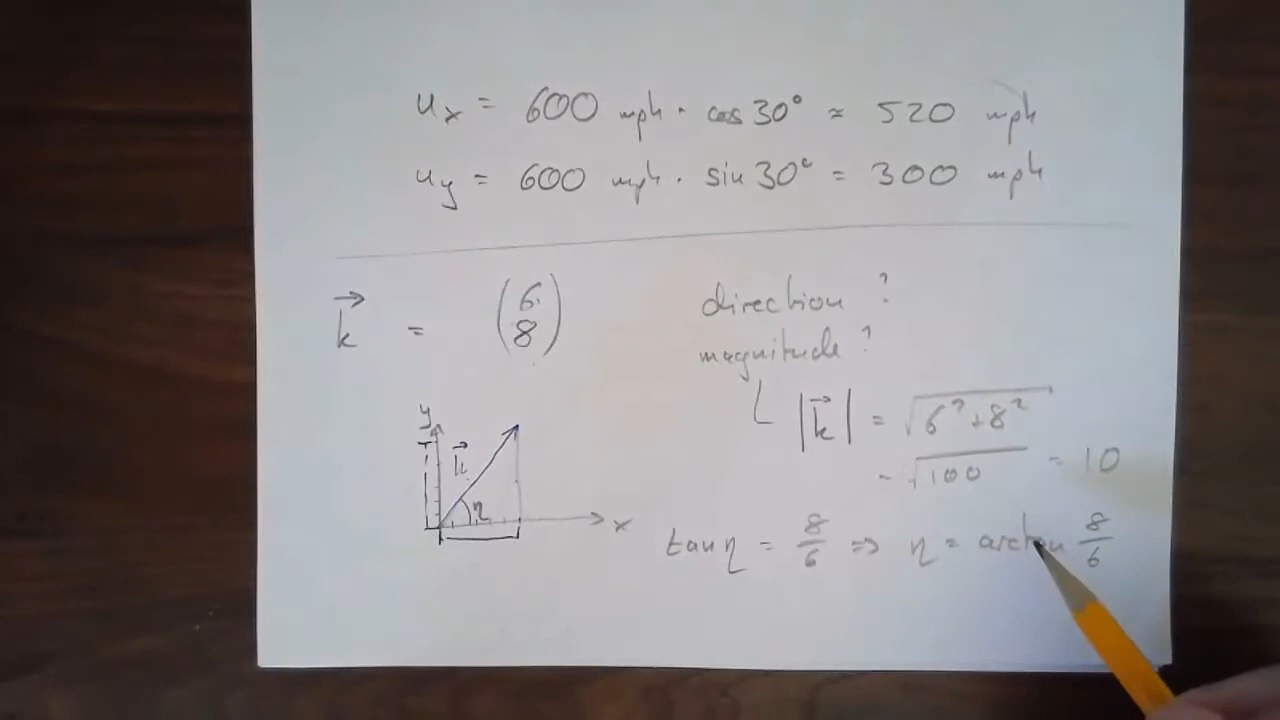 u_x = 600 mph · cos 30° ≈ 520 mph
u_y = 600 mph · sin 30° = 300 mph
k⃗ = (6 8)
direction ?
magnitude ?
|k⃗| = √(6² + 8²)
= √100 = 10
y
k⃗
η
x
tan η = 8/6 ⇒ η = arctan 8/6